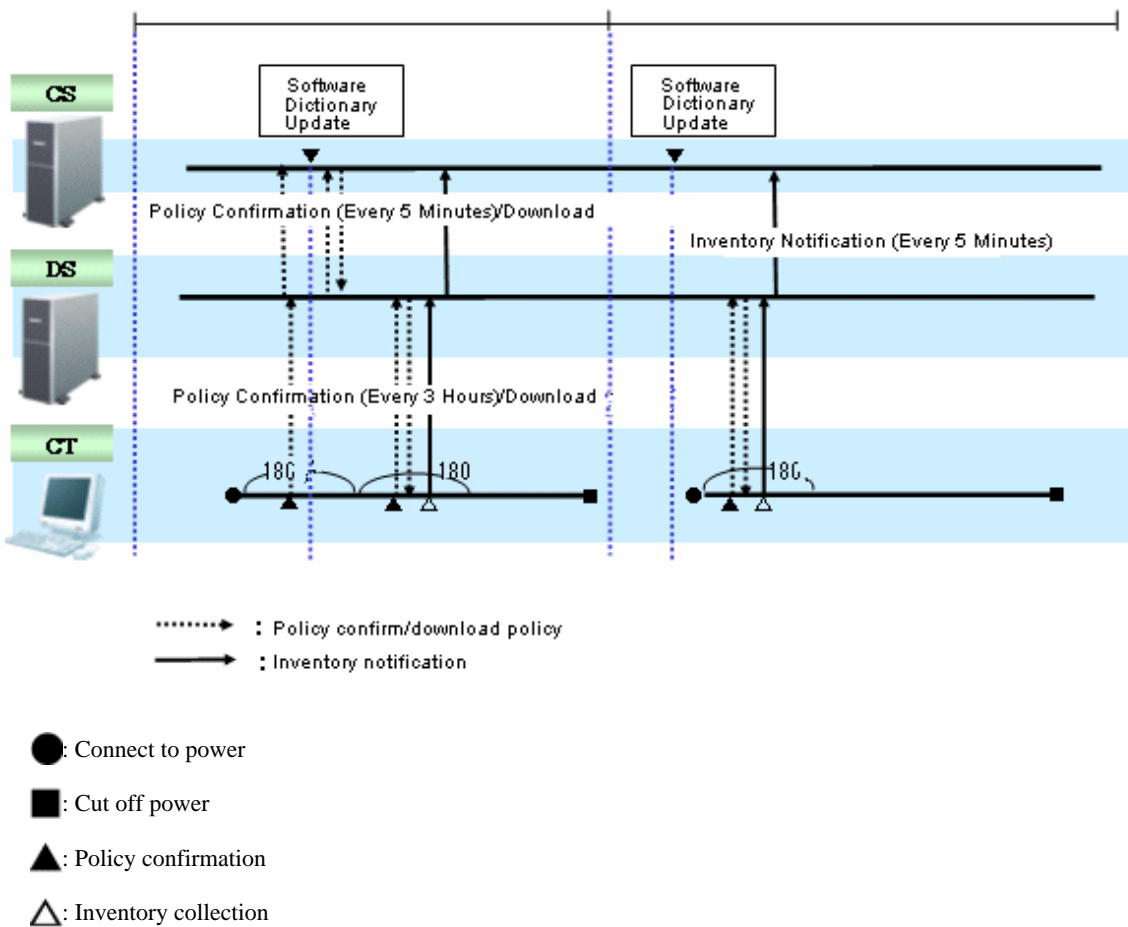 CS
Software
Dictionary
Update
Software
Dictionary
Update
Policy Confirmation (Every 5 Minutes)/Download
Inventory Notification (Every 5 Minutes)
DS
Policy Confirmation (Every 3 Hours)/Download
CT
180
180
180
: Policy confirm/download policy
: Inventory notification
: Connect to power
: Cut off power
: Policy confirmation
: Inventory collection